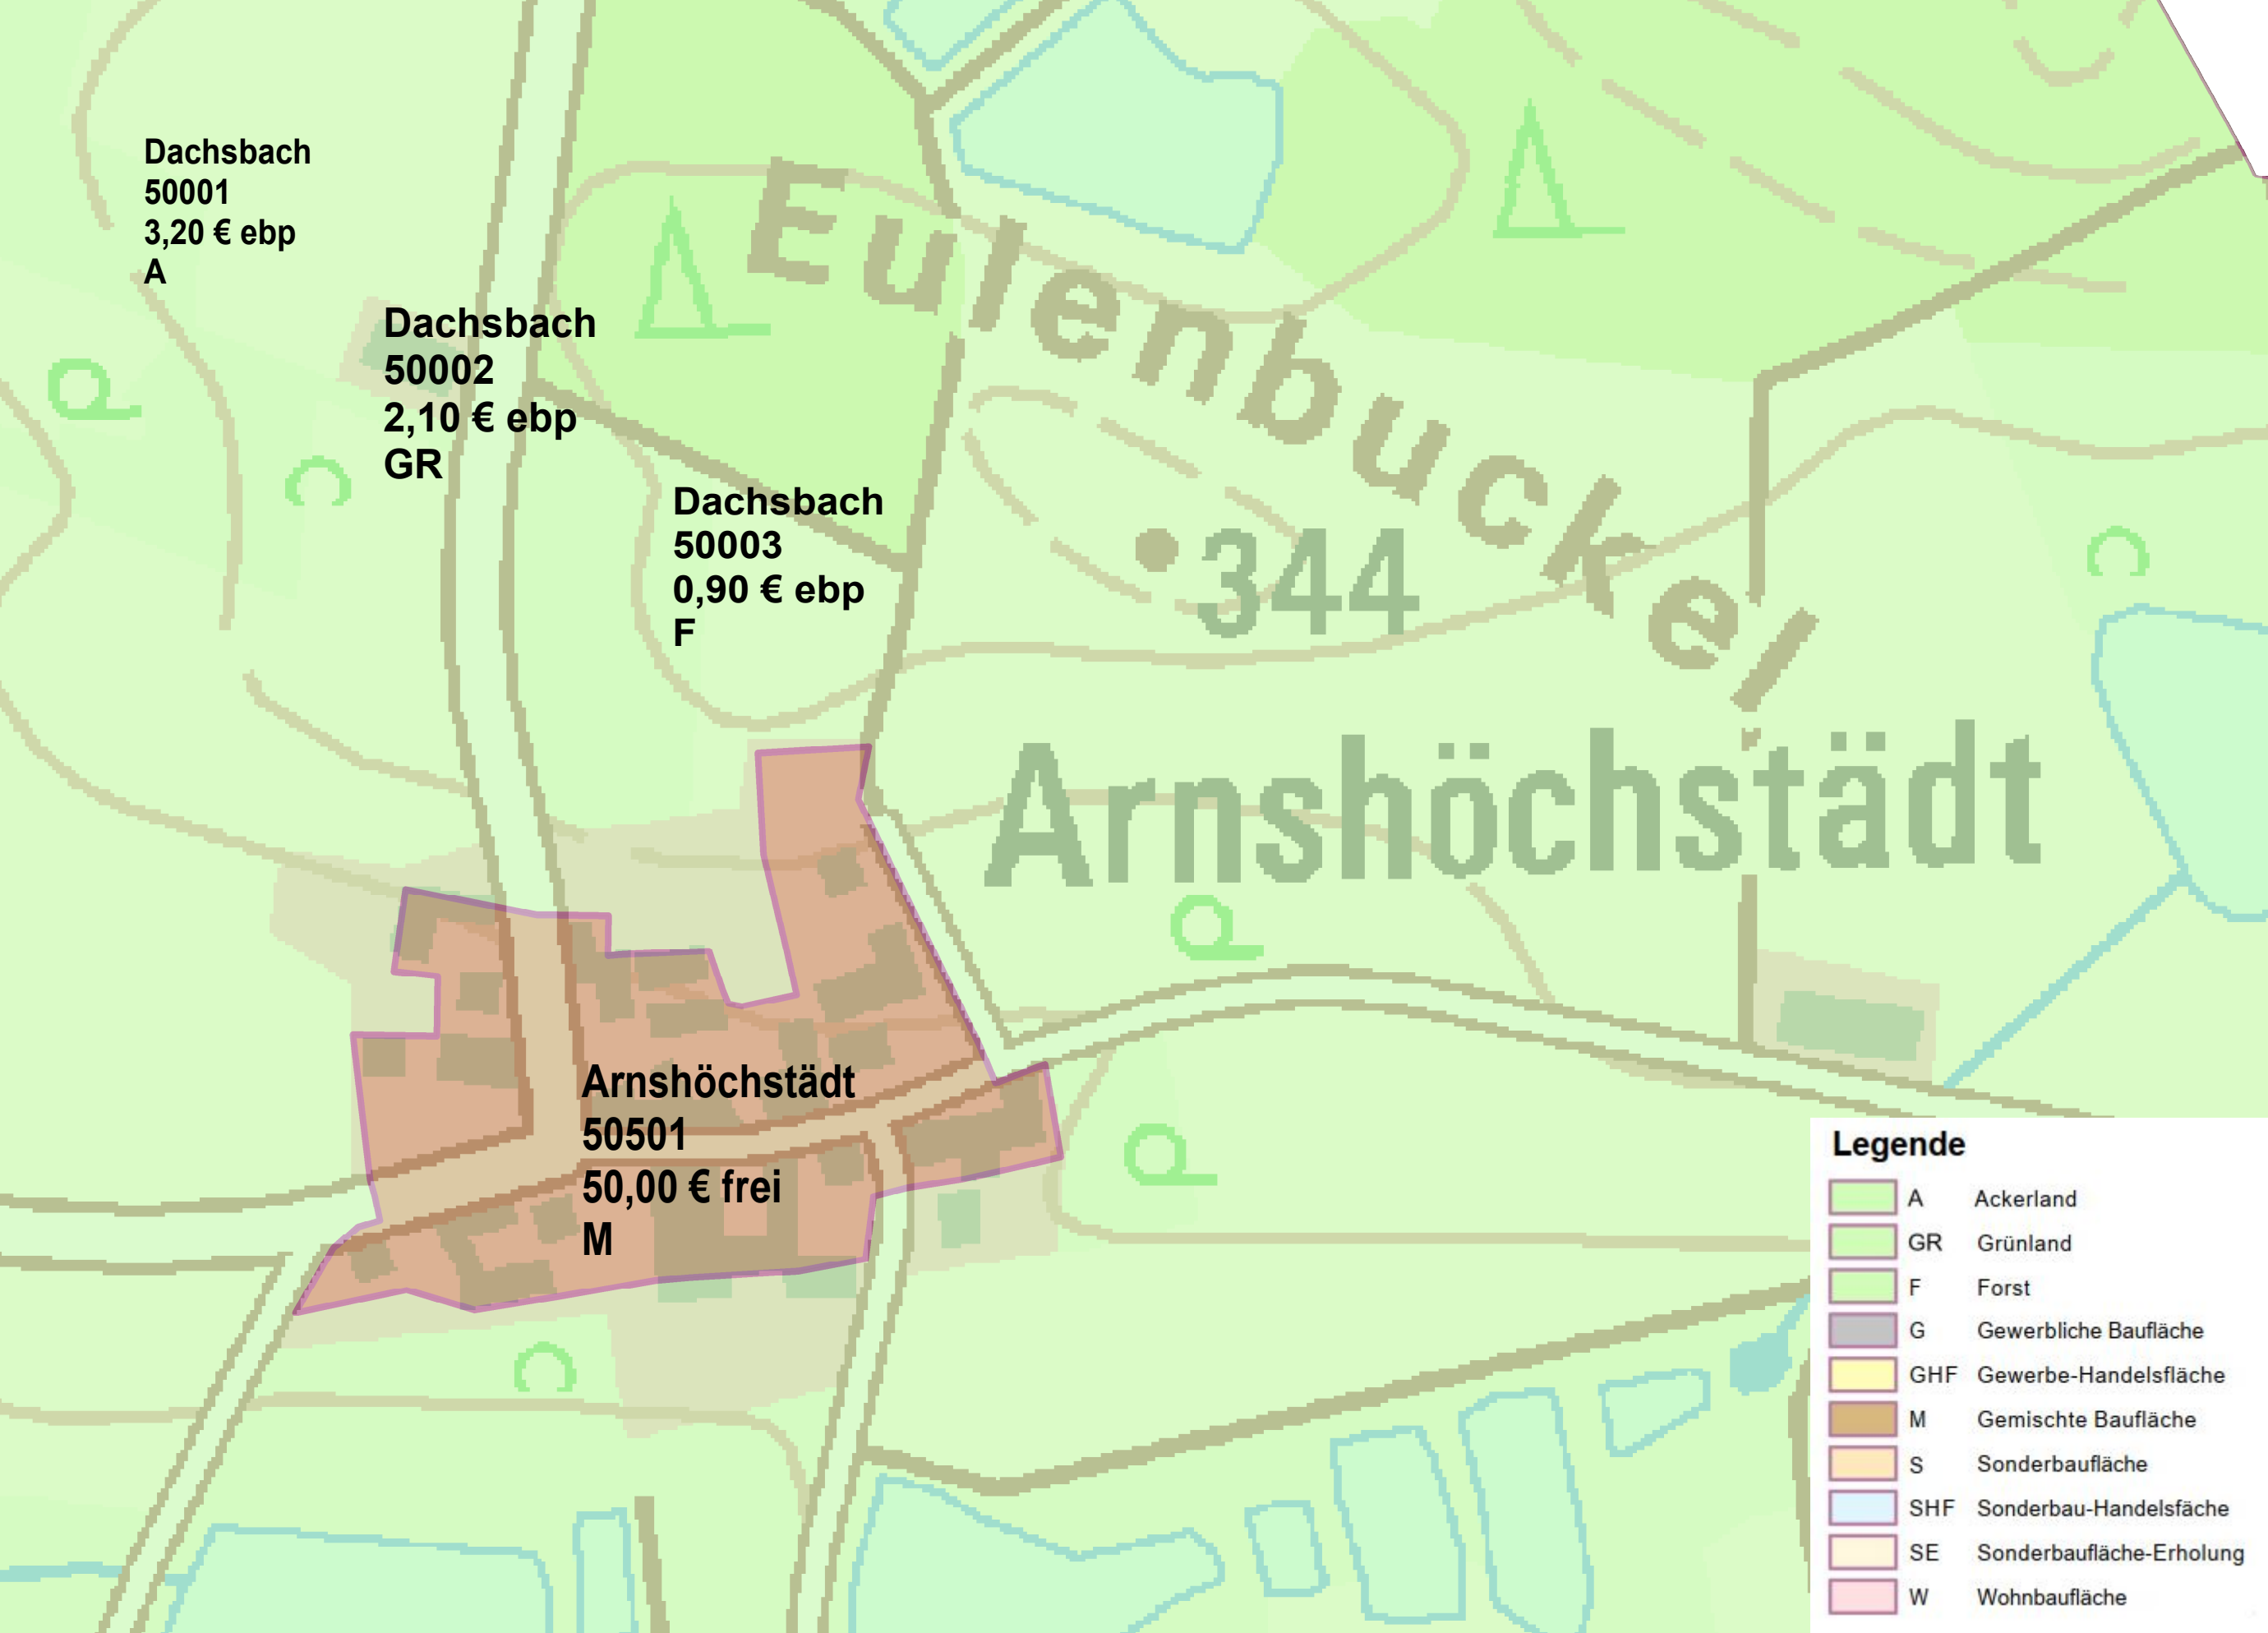 Dachsbach
50001
3,20 € ebp
A
Dachsbach
50002
2,10 € ebp
GR
Dachsbach
50003
0,90 € ebp
F
Eulenbuckel
344
Arnshöchstädt
Arnshöchstädt
50501
50,00 € frei
M
Legende
A Ackerland
GR Grünland
F Forst
G Gewerbliche Baufläche
GHF Gewerbe-Handelsfläche
M Gemischte Baufläche
S Sonderbaufläche
SHF Sonderbau-Handelsfäche
SE Sonderbaufläche-Erholung
W Wohnbaufläche